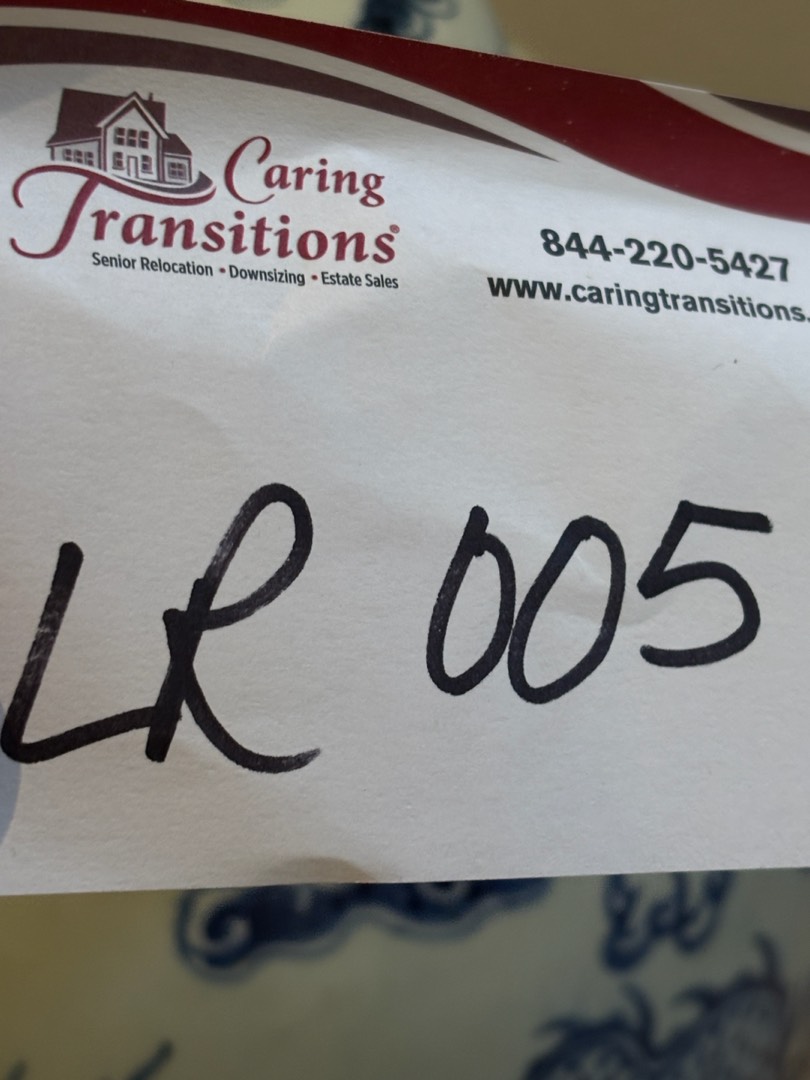 Caring
Transitions®
Senior Relocation • Downsizing • Estate Sales
844-220-5427
www.caringtransitions.
LR 005